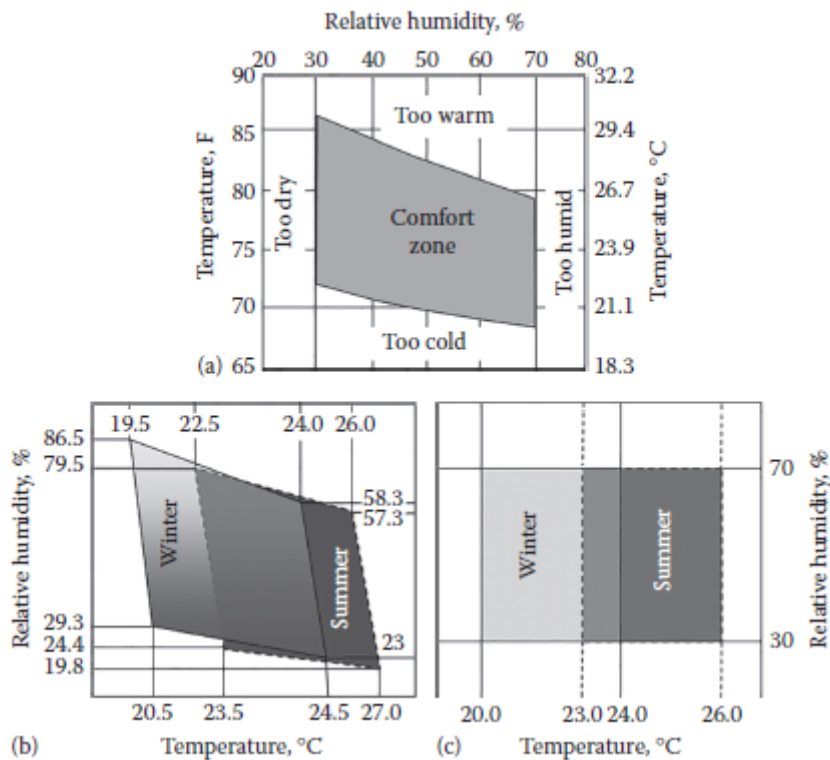 Relative humidity, %
20 30 40 50 60 70 80
90 32.2
Too warm
85 29.4
Temperature, F
Too dry
80 26.7
Comfort
zone
Too humid
Temperature, °C
75 23.9
70 21.1
Too cold
(a) 65 18.3
19.5 22.5 24.0 26.0
86.5
79.5
58.3
57.3
Relative humidity, %
Winter
Summer
29.3
24.4
23
19.8
20.5 23.5 24.5 27.0
(b) Temperature, °C
70
Winter
Summer
Relative humidity, %
30
20.0 23.0 24.0 26.0
(c) Temperature, °C